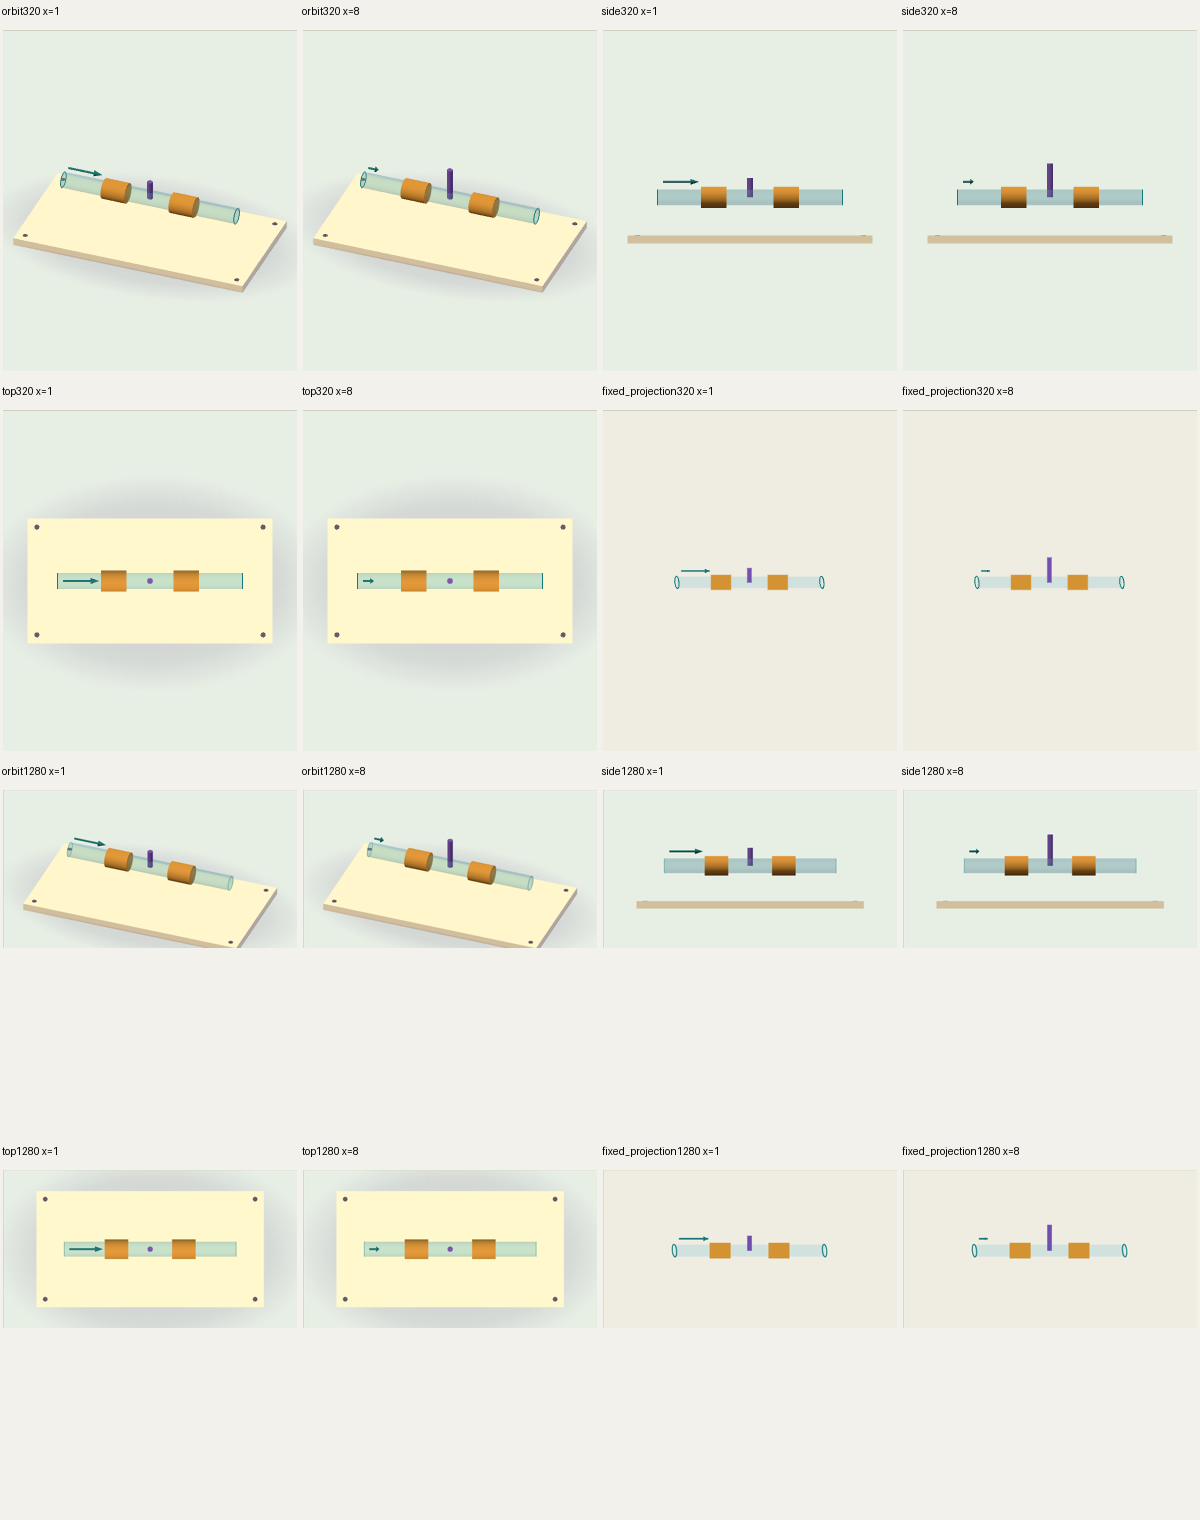 orbit320 x=1
orbit320 x=8
side320 x=1
side320 x=8
top320 x=1
top320 x=8
fixed_projection320 x=1
fixed_projection320 x=8
orbit1280 x=1
orbit1280 x=8
side1280 x=1
side1280 x=8
top1280 x=1
top1280 x=8
fixed_projection1280 x=1
fixed_projection1280 x=8